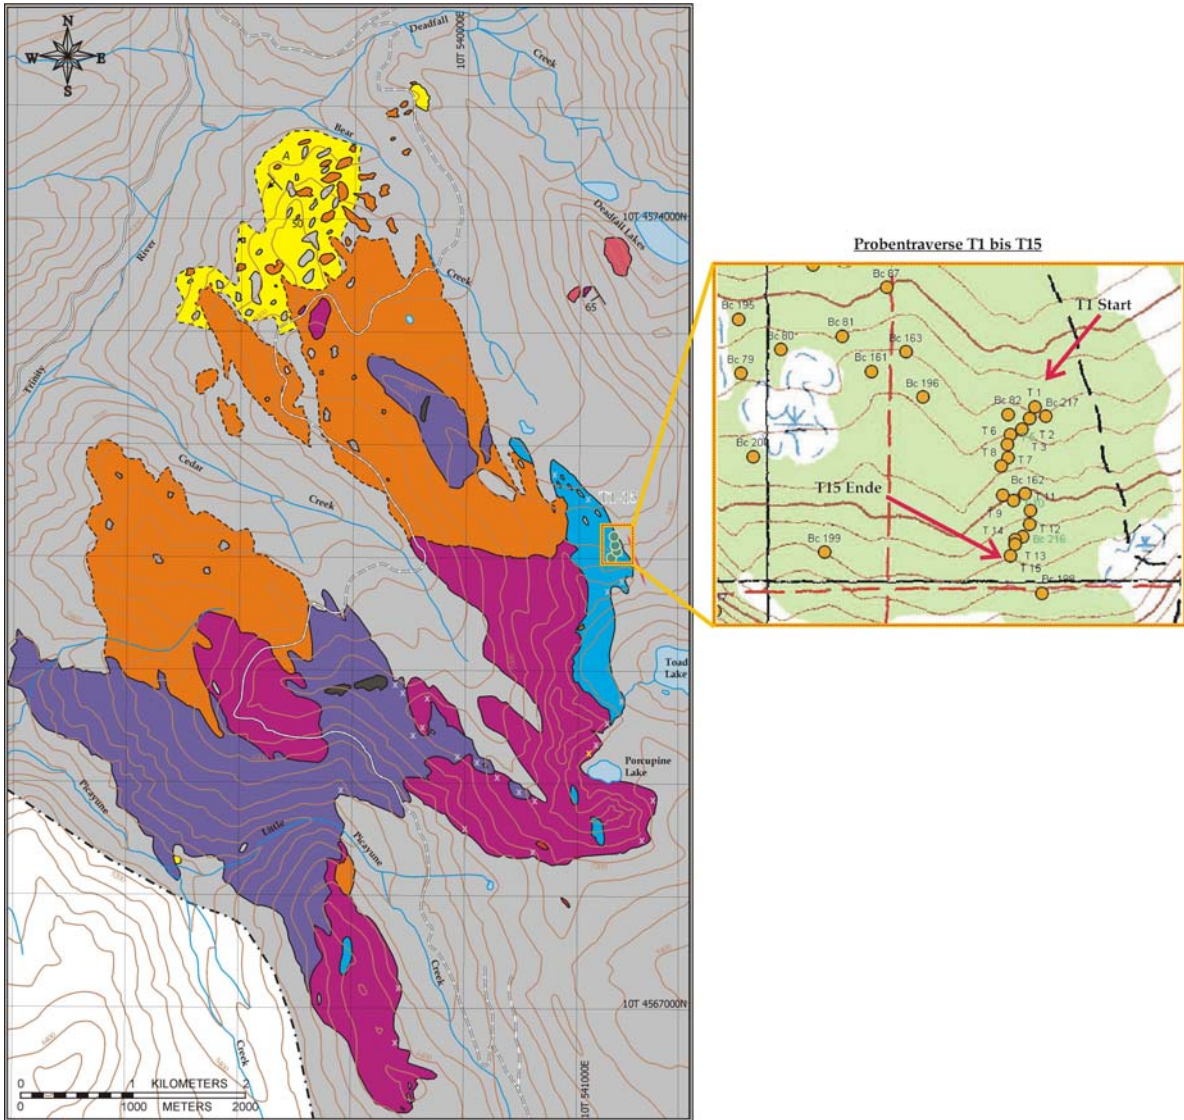 N
W E
S
Deadfall
Creek
10T 540000E
Bear
A
50
10T 4574000N
Deadfall Lakes
River
Creek
65
Trinity
Cedar
Creek
T1-15
Toad
Lake
Porcupine
Lake
Picayune
Little
Picayune
Creek
Creek
10T 4567000N
10T 541000E
0 1 KILOMETERS 2
0 1000 METERS 2000
Probentraverse T1 bis T15
Bc 87
Bc 195
T1 Start
Bc 81
Bc 80
Bc 163
Bc 79
Bc 161
Bc 196
T 1
Bc 82
Bc 217
T 6
T 2
T 3
T 8
T 7
T15 Ende
Bc 162
T 11
T 9
T 14
T 12
Bc 216
Bc 199
T 13
T 15